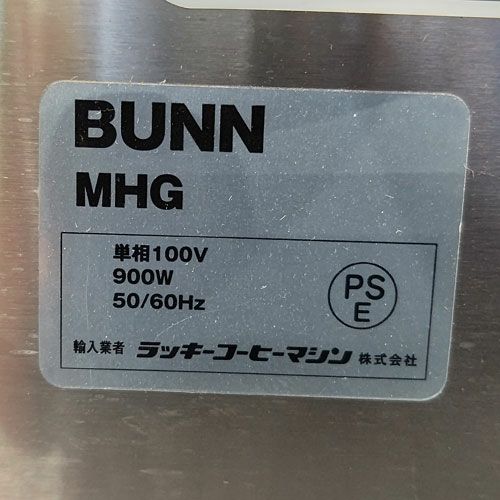 BUNN
MHG
単相100V
900W
50/60Hz
PS
E
輸入業者 ラッキーコーヒーマシン 株式会社